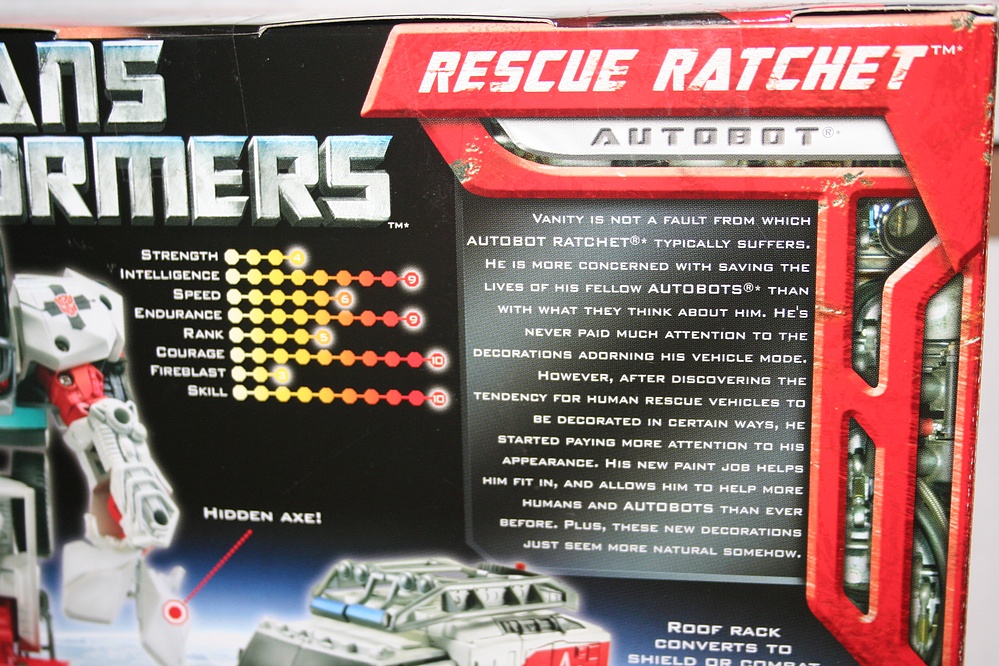 ANS
ORMERS™*
RESCUE RATCHET™*
AUTOBOT®*
STRENGTH 4
INTELLIGENCE 9
SPEED 6
ENDURANCE 9
RANK 5
COURAGE 10
FIREBLAST
SKILL 10
VANITY IS NOT A FAULT FROM WHICH
AUTOBOT RATCHET®* TYPICALLY SUFFERS.
HE IS MORE CONCERNED WITH SAVING THE
LIVES OF HIS FELLOW AUTOBOTS®* THAN
WITH WHAT THEY THINK ABOUT HIM. HE'S
NEVER PAID MUCH ATTENTION TO THE
DECORATIONS ADORNING HIS VEHICLE MODE.
HOWEVER, AFTER DISCOVERING THE
TENDENCY FOR HUMAN RESCUE VEHICLES TO
BE DECORATED IN CERTAIN WAYS, HE
STARTED PAYING MORE ATTENTION TO HIS
APPEARANCE. HIS NEW PAINT JOB HELPS
HIM FIT IN, AND ALLOWS HIM TO HELP MORE
HUMANS AND AUTOBOTS THAN EVER
BEFORE. PLUS, THESE NEW DECORATIONS
JUST SEEM MORE NATURAL SOMEHOW.
HIDDEN AXE!
ROOF RACK
CONVERTS TO
SHIELD OR COMBAT